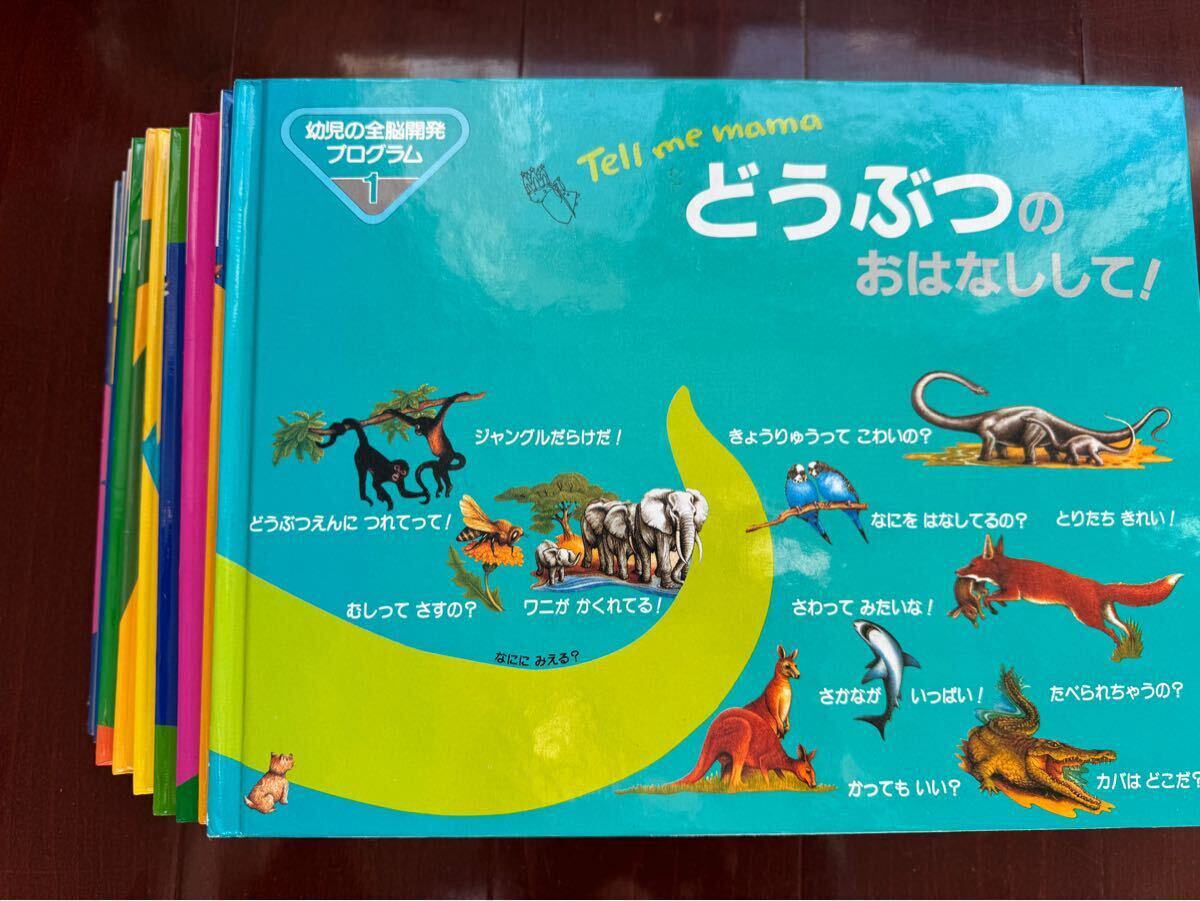 幼児の全脳開発
プログラム
1
Tell me mama
どうぶつの
おはなしして!
ジャングルだらけだ!
きょうりゅうって こわいの?
どうぶつえんに つれてって!
なにを はなしてるの?
とりたち きれい!
むしって さすの?
ワニが かくれてる!
さわって みたいな!
なにに みえる?
さかなが いっぱい!
たべられちゃうの?
かっても いい?
カバは どこだ?